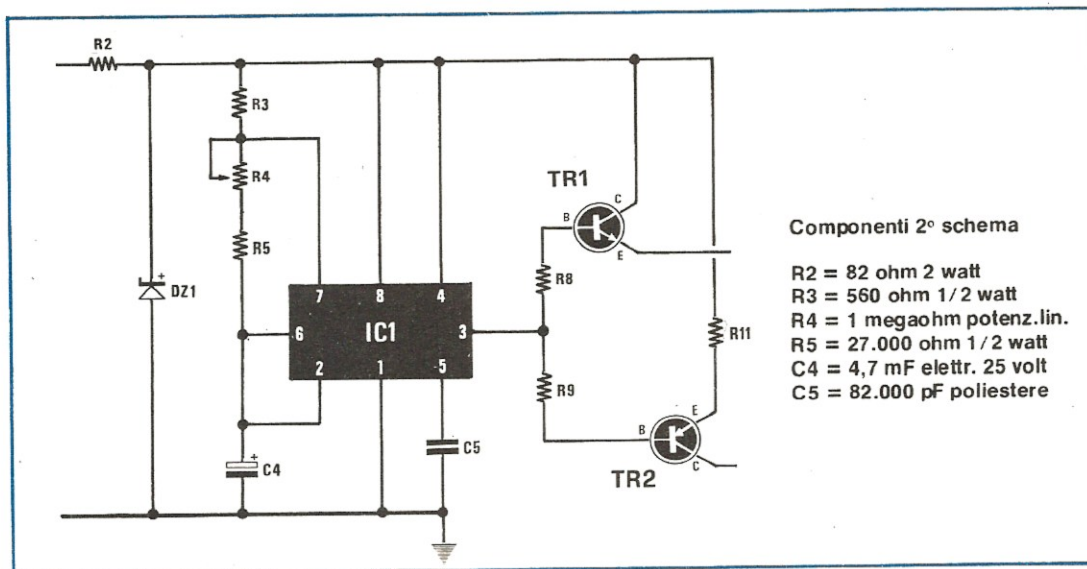 R2
R3
R4
R5
DZ1
7 8 4
6 IC1 3
2 1 5
C4
C5
R8
R9
TR1
B
C
E
R11
B
E
C
TR2
Componenti 2º schema
R2 = 82 ohm 2 watt
R3 = 560 ohm 1/2 watt
R4 = 1 megaohm potenz.lin.
R5 = 27.000 ohm 1/2 watt
C4 = 4,7 mF elettr. 25 volt
C5 = 82.000 pF poliestere